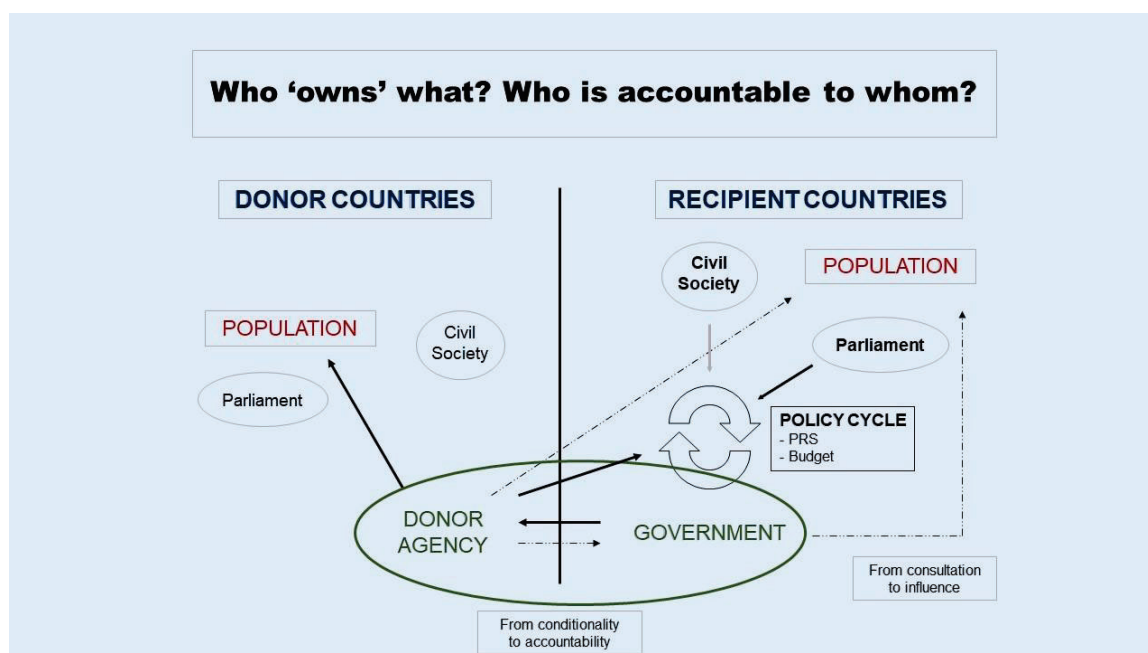 Who ‘owns’ what? Who is accountable to whom?
DONOR COUNTRIES
RECIPIENT COUNTRIES
Civil
Society
POPULATION
POPULATION
Civil
Society
Parliament
Parliament
POLICY CYCLE
- PRS
- Budget
DONOR
AGENCY
GOVERNMENT
From consultation
to influence
From conditionality
to accountability